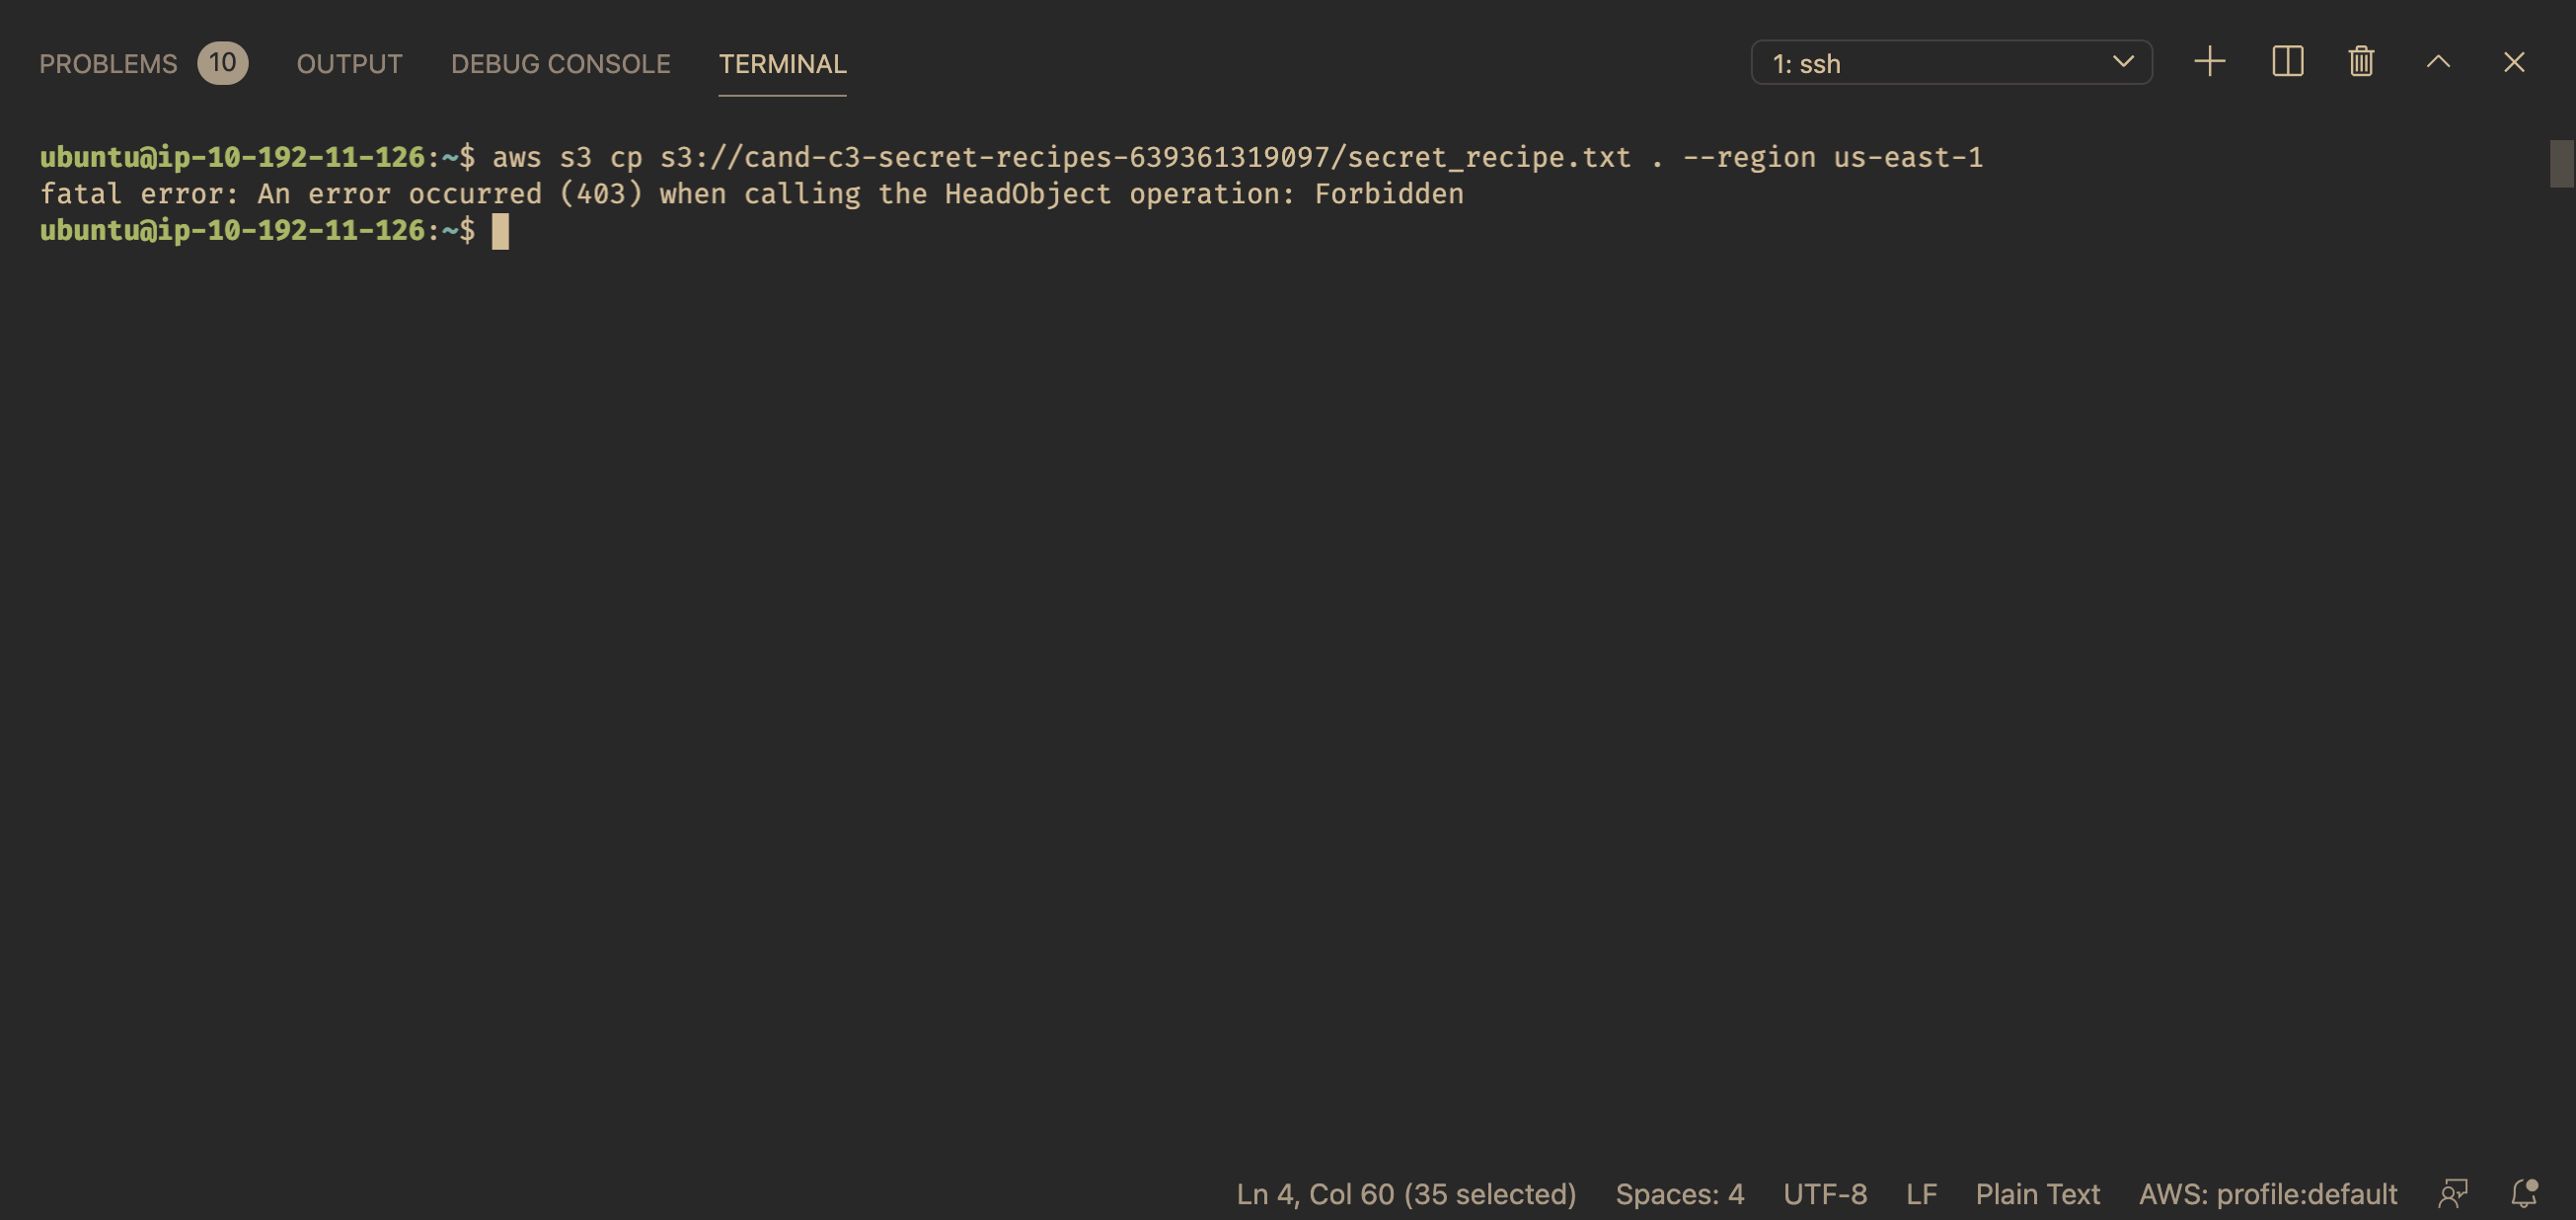 PROBLEMS 10 OUTPUT DEBUG CONSOLE TERMINAL 1: ssh
ubuntu@ip-10-192-11-126:~$ aws s3 cp s3://cand-c3-secret-recipes-639361319097/secret_recipe.txt . --region us-east-1
fatal error: An error occurred (403) when calling the HeadObject operation: Forbidden
ubuntu@ip-10-192-11-126:~$
Ln 4, Col 60 (35 selected) Spaces: 4 UTF-8 LF Plain Text AWS: profile:default